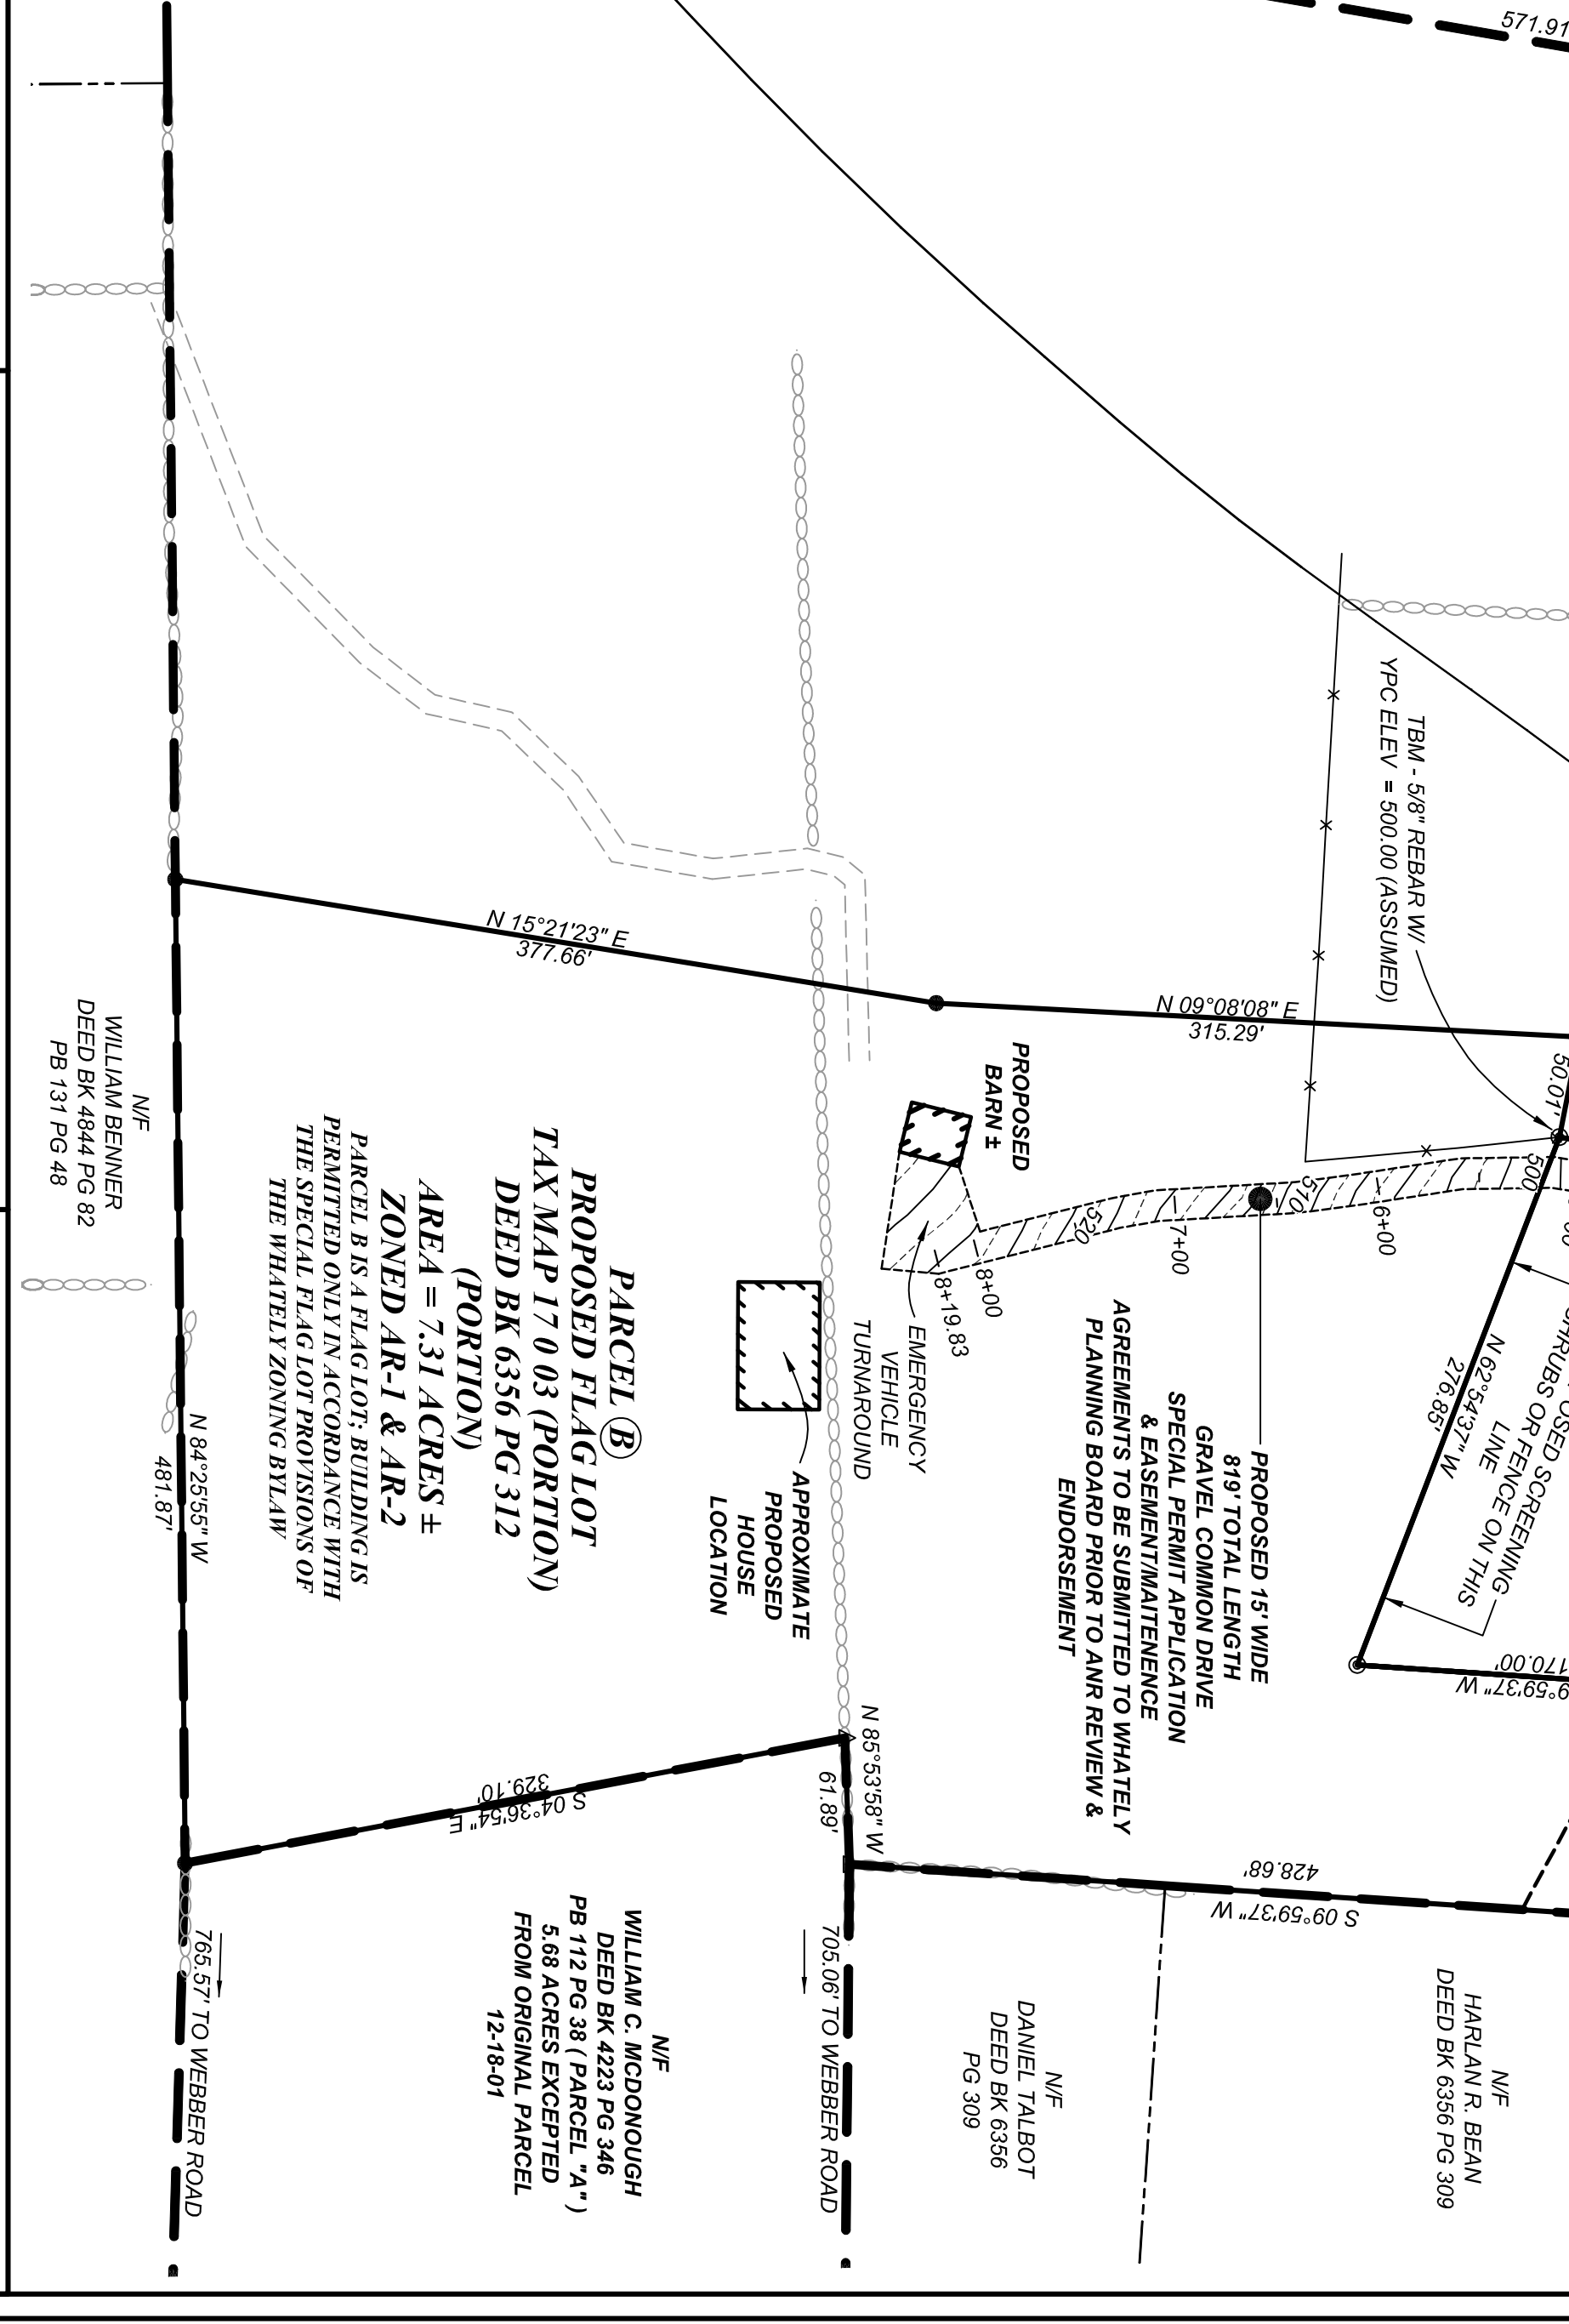 571.91
TBM - 5/8" REBAR W/
YPC ELEV = 500.00 (ASSUMED)
N 15°21'23" E
377.66'
N 09°08'08" E
315.29'
50.01'
500
510
520
6+00
7+00
8+00
8+19.83
PROPOSED
BARN ±
EMERGENCY
VEHICLE
TURNAROUND
SHRUBS OR FENCE ON THIS
LINE
N 62°54'37" W
276.85'
170.00'
9°59'37" W
PROPOSED 15' WIDE
819' TOTAL LENGTH
GRAVEL COMMON DRIVE
SPECIAL PERMIT APPLICATION
& EASEMENT/MAITENENCE
AGREEMENTS TO BE SUBMITTED TO WHATELY
PLANNING BOARD PRIOR TO ANR REVIEW &
ENDORSEMENT
APPROXIMATE
PROPOSED
HOUSE
LOCATION
PARCEL B
PROPOSED FLAG LOT
TAX MAP 17 0 03 (PORTION)
DEED BK 6356 PG 312
(PORTION)
AREA = 7.31 ACRES ±
ZONED AR-1 & AR-2
PARCEL B IS A FLAG LOT; BUILDING IS
PERMITTED ONLY IN ACCORDANCE WITH
THE SPECIAL FLAG LOT PROVISIONS OF
THE WHATELY ZONING BYLAW
N/F
WILLIAM BENNER
DEED BK 4844 PG 82
PB 131 PG 48
N 84°25'55" W
481.87'
S 04°36'54" E
329.10'
N 85°53'58" W
61.89'
S 09°59'37" W
428.68'
N/F
HARLAN R. BEAN
DEED BK 6356 PG 309
N/F
DANIEL TALBOT
DEED BK 6356
PG 309
705.06' TO WEBBER ROAD
N/F
WILLIAM C. MCDONOUGH
DEED BK 4223 PG 346
PB 112 PG 38 ( PARCEL "A" )
5.68 ACRES EXCEPTED
FROM ORIGINAL PARCEL
12-18-01
765.57' TO WEBBER ROAD